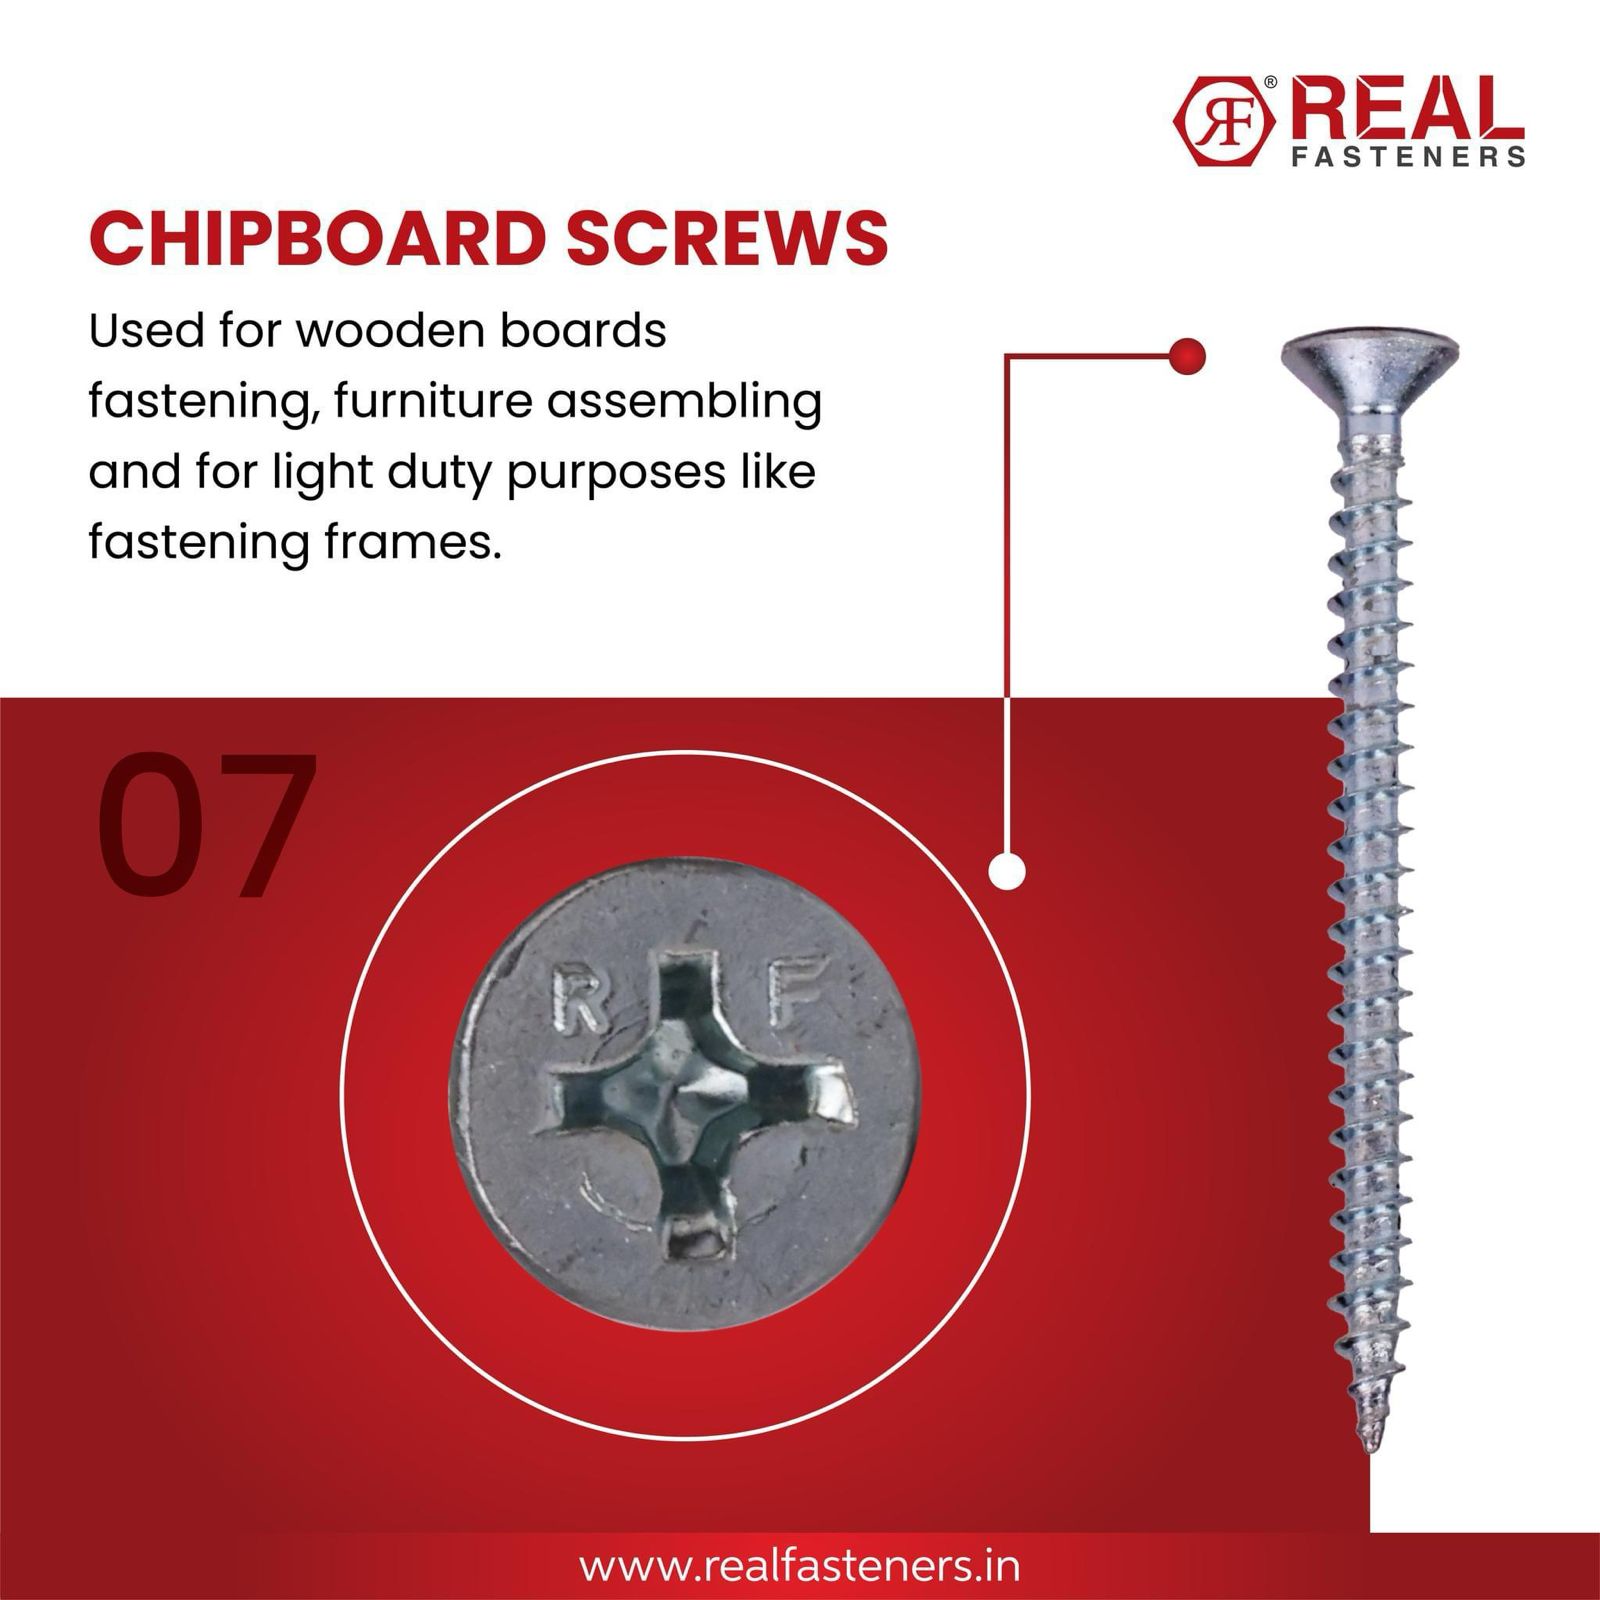 RF®
REAL
FASTENERS
CHIPBOARD SCREWS
Used for wooden boards
fastening, furniture assembling
and for light duty purposes like
fastening frames.
07
R F
www.realfasteners.in